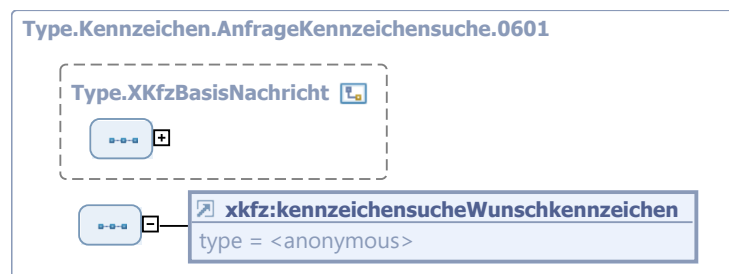 Type.Kennzeichen.AnfrageKennzeichensuche.0601
Type.XKfzBasisNachricht
xkfz:kennzeichensucheWunschkennzeichen
type = <anonymous>